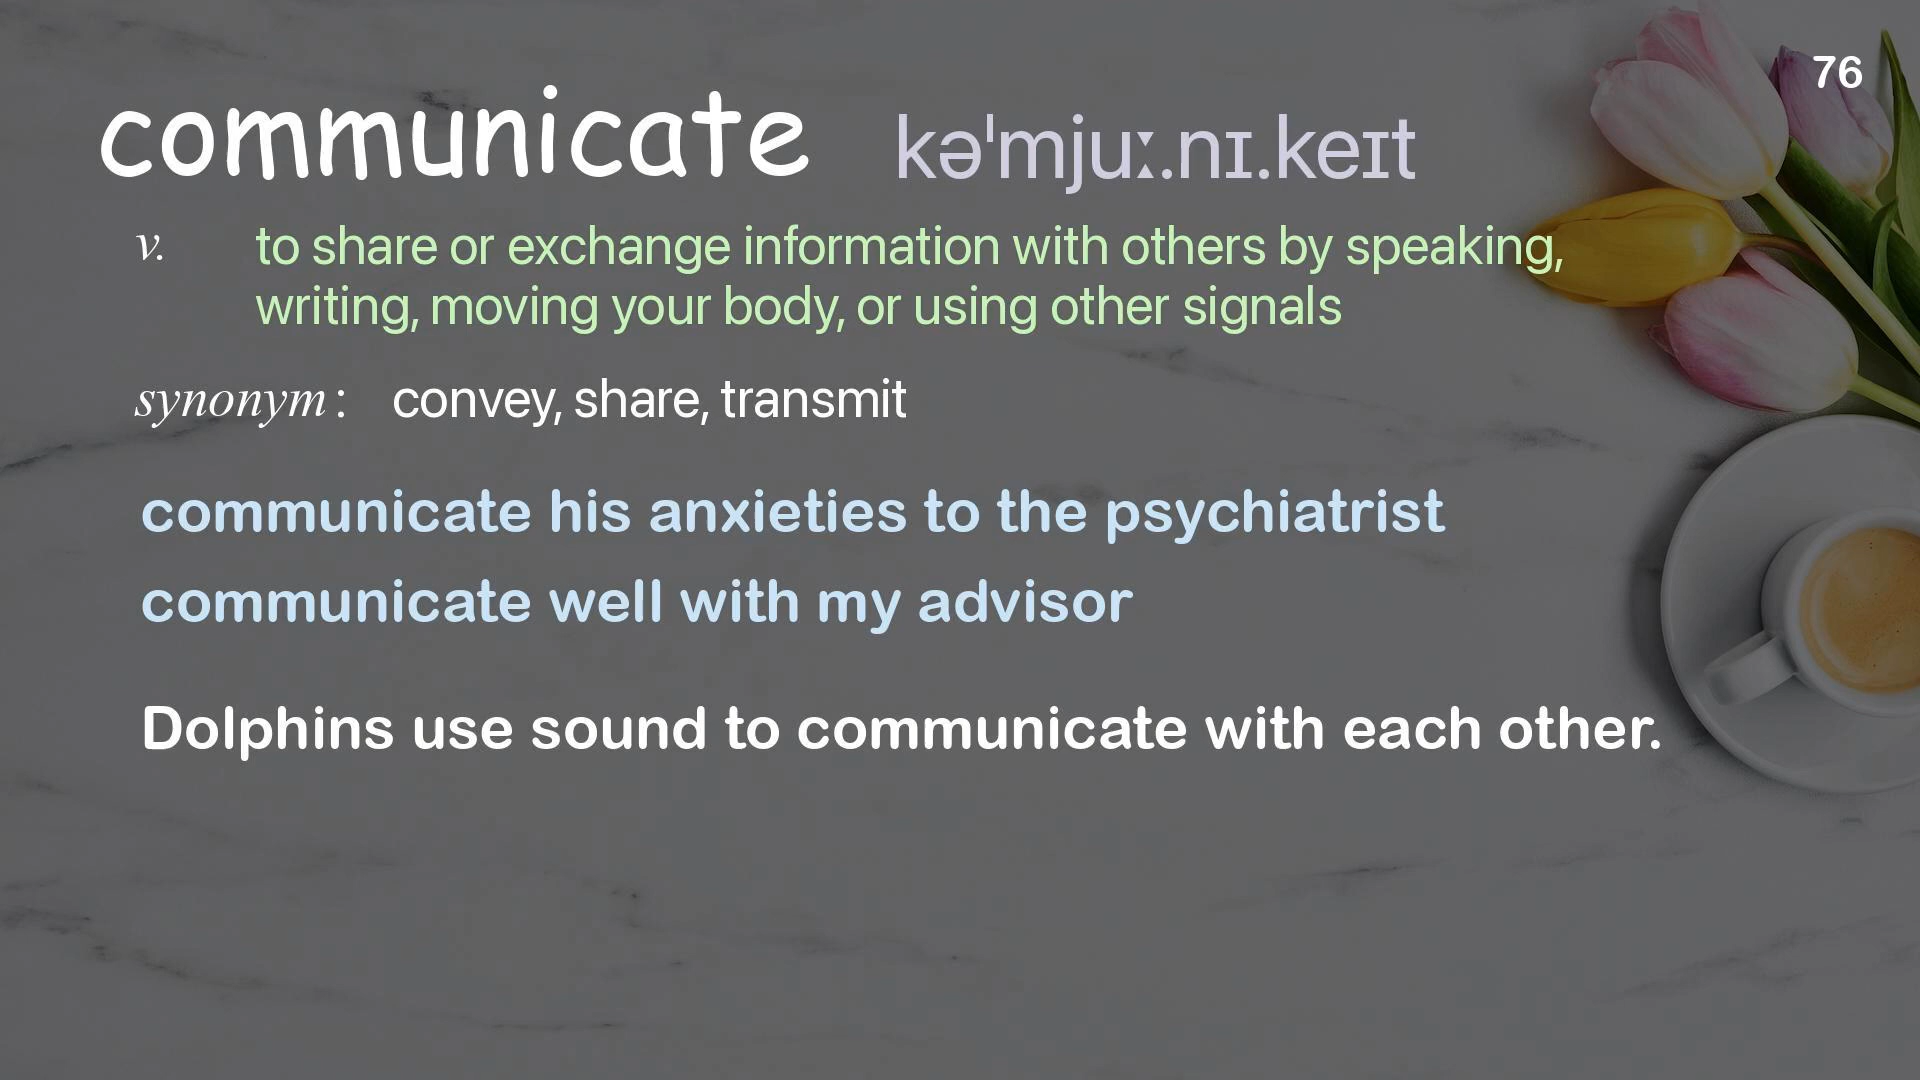 76
communicate kə'mjuː.nɪ.keɪt
v. to share or exchange information with others by speaking,
writing, moving your body, or using other signals
synonym: convey, share, transmit
communicate his anxieties to the psychiatrist
communicate well with my advisor
Dolphins use sound to communicate with each other.